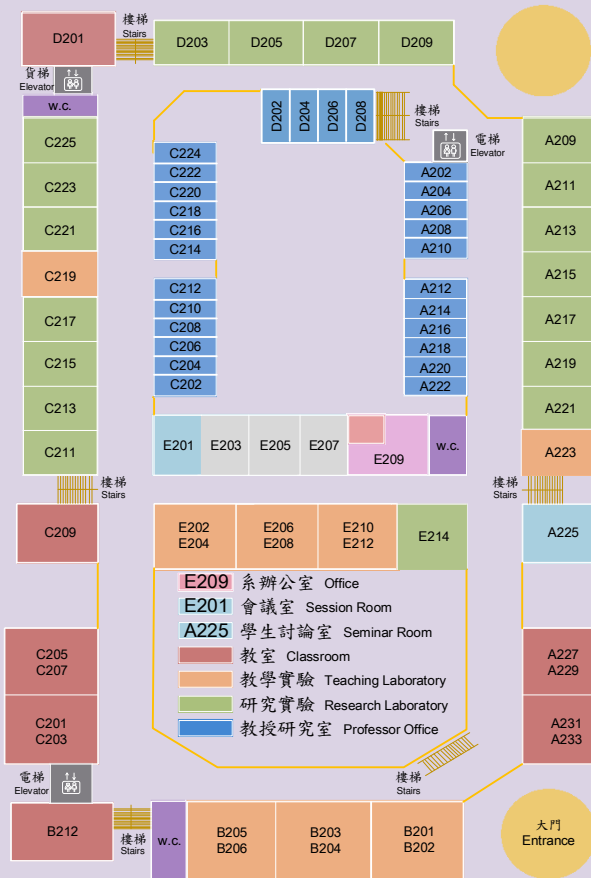 D201
樓梯
Stairs
D203
D205
D207
D209
貨梯
Elevator
W.C.
D202
D204
D206
D208
樓梯
Stairs
電梯
Elevator
C225
C223
C221
C219
C217
C215
C213
C211
C224
C222
C220
C218
C216
C214
C212
C210
C208
C206
C204
C202
A202
A204
A206
A208
A210
A212
A214
A216
A218
A220
A222
A209
A211
A213
A215
A217
A219
A221
A223
E201
E203
E205
E207
E209
W.C.
樓梯
Stairs
樓梯
Stairs
C209
E202
E204
E206
E208
E210
E212
E214
A225
E209 系辦公室 Office
E201 會議室 Session Room
A225 學生討論室 Seminar Room
教室 Classroom
教學實驗 Teaching Laboratory
研究實驗 Research Laboratory
教授研究室 Professor Office
C205
C207
C201
C203
A227
A229
A231
A233
電梯
Elevator
樓梯
Stairs
B212
樓梯
Stairs
W.C.
B205
B206
B203
B204
B201
B202
大門
Entrance